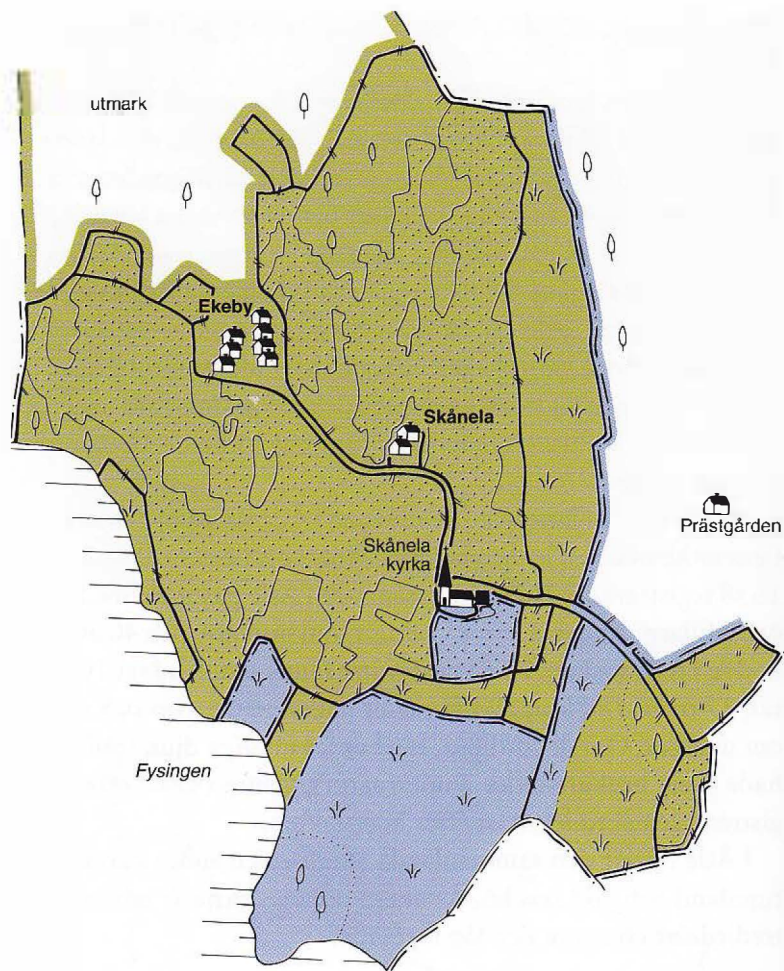 utmark
Ekeby
Skånela
Prästgården
Skånela
kyrka
Fysingen